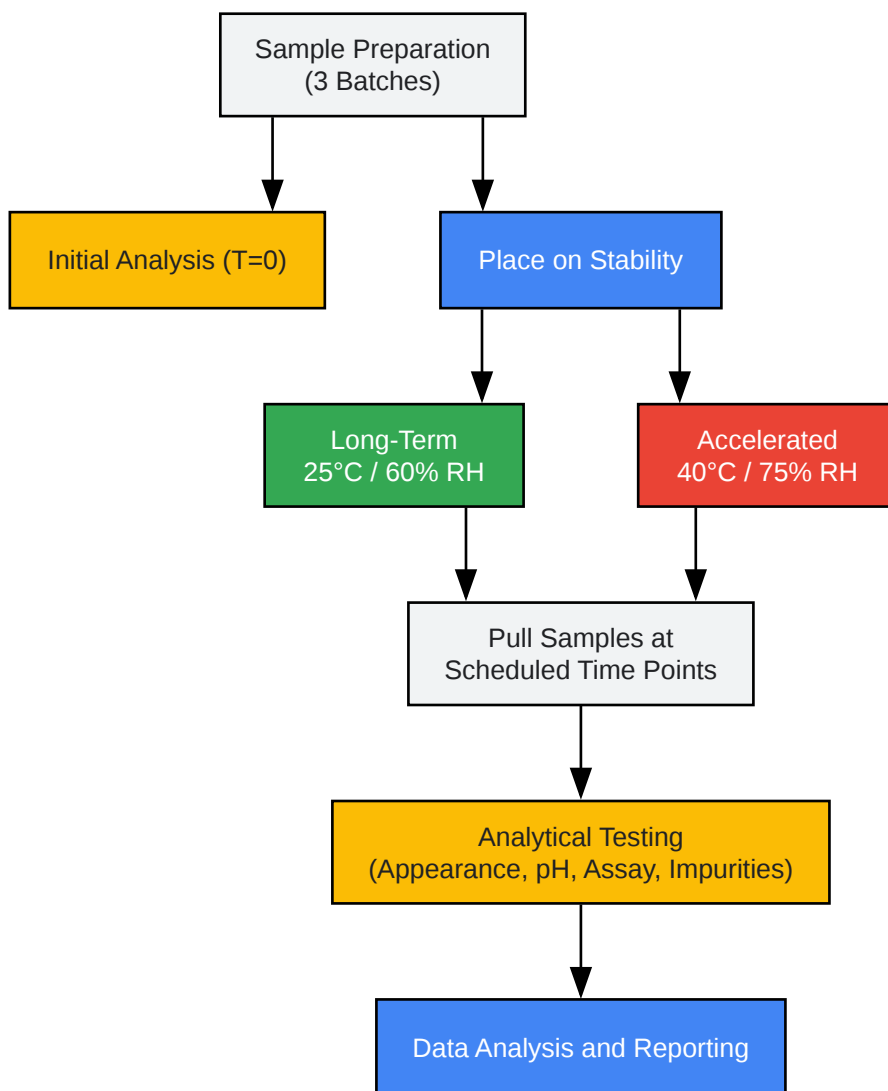 Sample Preparation
(3 Batches)
Initial Analysis (T=0)
Place on Stability
Long-Term
25°C / 60% RH
Accelerated
40°C / 75% RH
Pull Samples at
Scheduled Time Points
Analytical Testing
(Appearance, pH, Assay, Impurities)
Data Analysis and Reporting